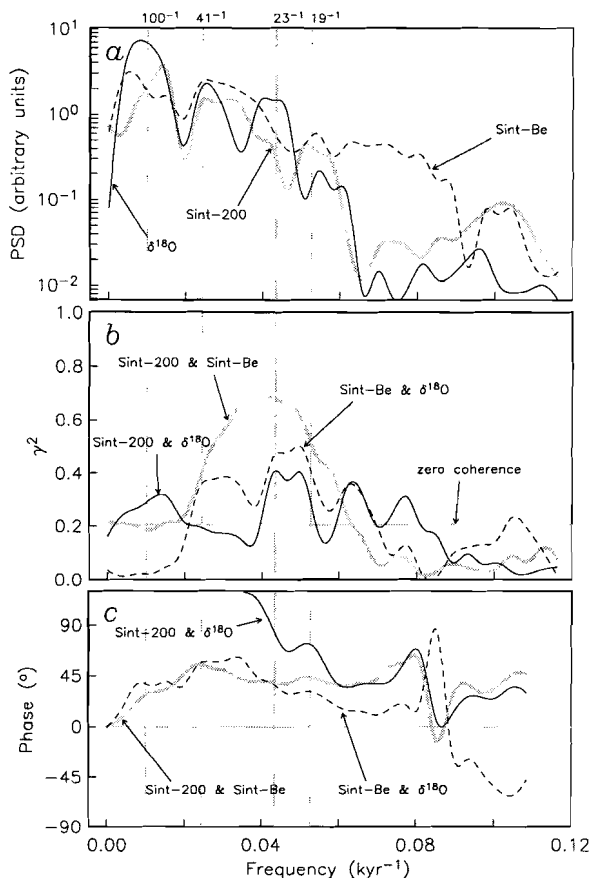 100⁻¹ 41⁻¹ 23⁻¹ 19⁻¹
10¹
a
10⁰
10⁻¹
10⁻²
PSD (arbitrary units)
Sint-Be
Sint-200
δ¹⁸O
1.0
b
0.8
0.6
0.4
0.2
0.0
γ²
Sint-200 & Sint-Be
Sint-Be & δ¹⁸O
Sint-200 & δ¹⁸O
zero coherence
c
90
45
0
-45
-90
Phase (°)
Sint-200 & δ¹⁸O
Sint-200 & Sint-Be
Sint-Be & δ¹⁸O
0.00 0.04 0.08 0.12
Frequency (kyr⁻¹)